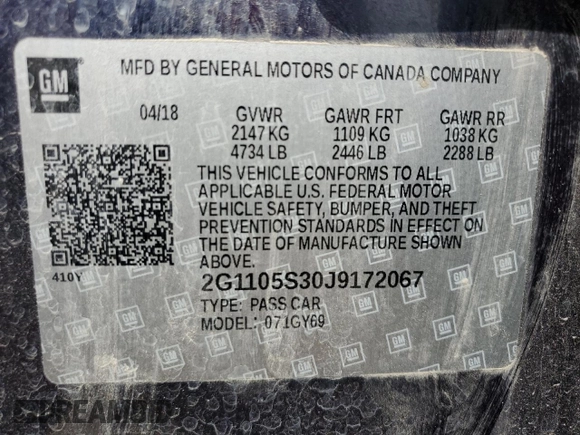 GM
MFD BY GENERAL MOTORS OF CANADA COMPANY
04/18 GVWR GAWR FRT GAWR RR
2147 KG 1109 KG 1038 KG
4734 LB 2446 LB 2288 LB
THIS VEHICLE CONFORMS TO ALL
APPLICABLE U.S. FEDERAL MOTOR
VEHICLE SAFETY, BUMPER, AND THEFT
PREVENTION STANDARDS IN EFFECT ON
THE DATE OF MANUFACTURE SHOWN
ABOVE.
410Y
2G1105S30J9172067
TYPE: PASS CAR
MODEL: 071GY69
DREAMOID.COM